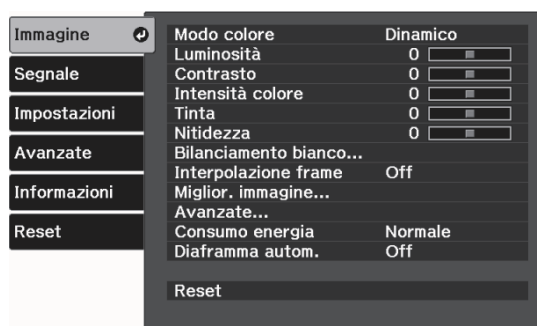 Immagine
Segnale
Impostazioni
Avanzate
Informazioni
Reset
Modo colore Dinamico
Luminosità 0
Contrasto 0
Intensità colore 0
Tinta 0
Nitidezza 0
Bilanciamento bianco...
Interpolazione frame Off
Miglior. immagine...
Avanzate...
Consumo energia Normale
Diaframma autom. Off
Reset